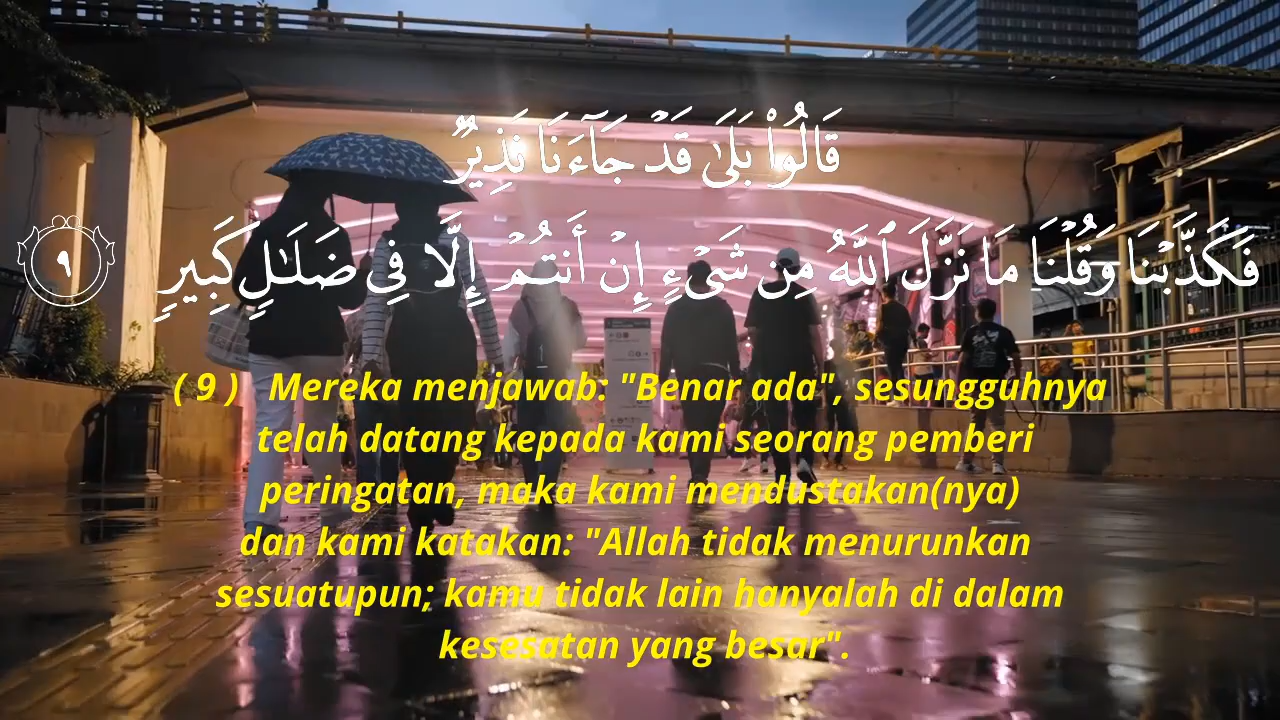 قَالُوا۟ بَلَىٰ قَدْ جَآءَنَا نَذِيرٌ
فَكَذَّبْنَا وَقُلْنَا مَا نَزَّلَ ٱللَّهُ مِن شَىْءٍ إِنْ أَنتُمْ إِلَّا فِى ضَلَـٰلٍ كَبِيرٍ ٩
( 9 ) Mereka menjawab: "Benar ada", sesungguhnya
telah datang kepada kami seorang pemberi
peringatan, maka kami mendustakan(nya)
dan kami katakan: "Allah tidak menurunkan
sesuatupun; kamu tidak lain hanyalah di dalam
kesesatan yang besar".